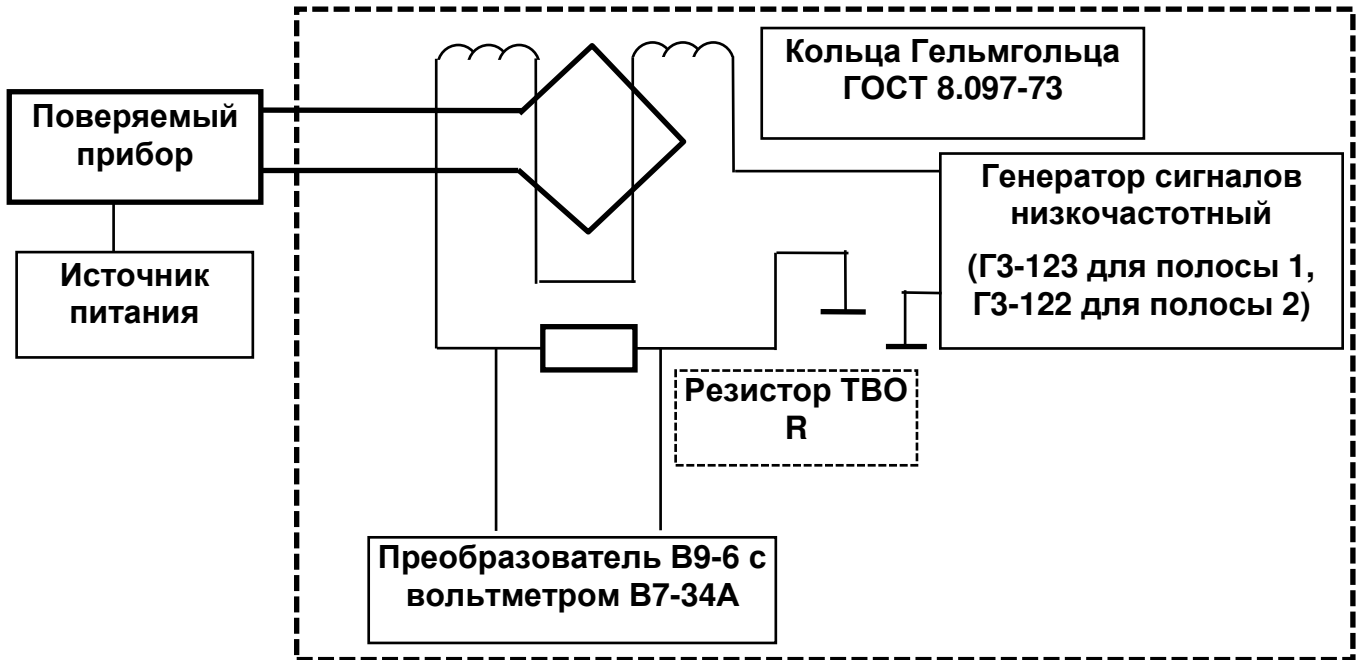 Кольца Гельмгольца
ГОСТ 8.097-73
Поверяемый
прибор
Генератор сигналов
низкочастотный
(Г3-123 для полосы 1,
Г3-122 для полосы 2)
Источник
питания
Резистор ТВО
R
Преобразователь В9-6 с
вольтметром В7-34А